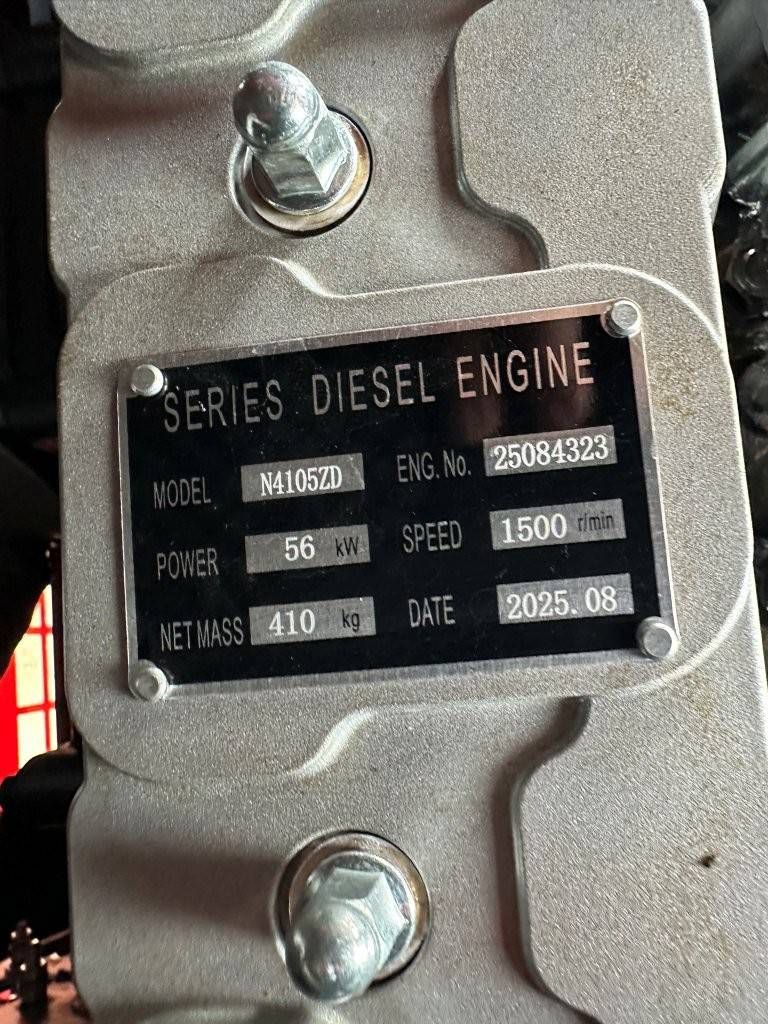 SERIES DIESEL ENGINE
MODEL N4105ZD ENG. No. 25084323
POWER 56 kW SPEED 1500 r/min
NET MASS 410 kg DATE 2025.08